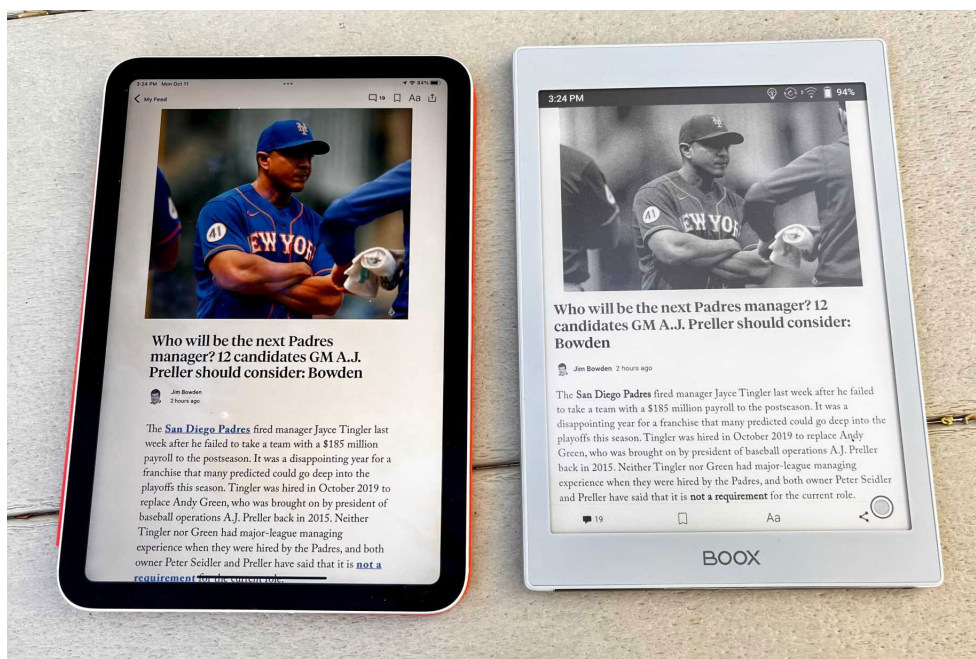 3:24 PM Mon Oct 11
84%
My Feed
19
Aa
41
EW YOR
Who will be the next Padres
manager? 12 candidates GM A.J.
Preller should consider: Bowden
Jim Bowden
2 hours ago
The San Diego Padres fired manager Jayce Tingler last
week after he failed to take a team with a $185 million
payroll to the postseason. It was a disappointing year for a
franchise that many predicted could go deep into the
playoffs this season. Tingler was hired in October 2019 to
replace Andy Green, who was brought on by president of
baseball operations A.J. Preller back in 2015. Neither
Tingler nor Green had major-league managing
experience when they were hired by the Padres, and both
owner Peter Seidler and Preller have said that it is not a
requirement for the current role.
3:24 PM
94%
41
EW YO
Who will be the next Padres manager? 12
candidates GM A.J. Preller should consider:
Bowden
Jim Bowden 2 hours ago
The San Diego Padres fired manager Jayce Tingler last week after he failed
to take a team with a $185 million payroll to the postseason. It was a
disappointing year for a franchise that many predicted could go deep into the
playoffs this season. Tingler was hired in October 2019 to replace Andy
Green, who was brought on by president of baseball operations A.J. Preller
back in 2015. Neither Tingler nor Green had major-league managing
experience when they were hired by the Padres, and both owner Peter Seidler
and Preller have said that it is not a requirement for the current role.
19
Aa
BOOX